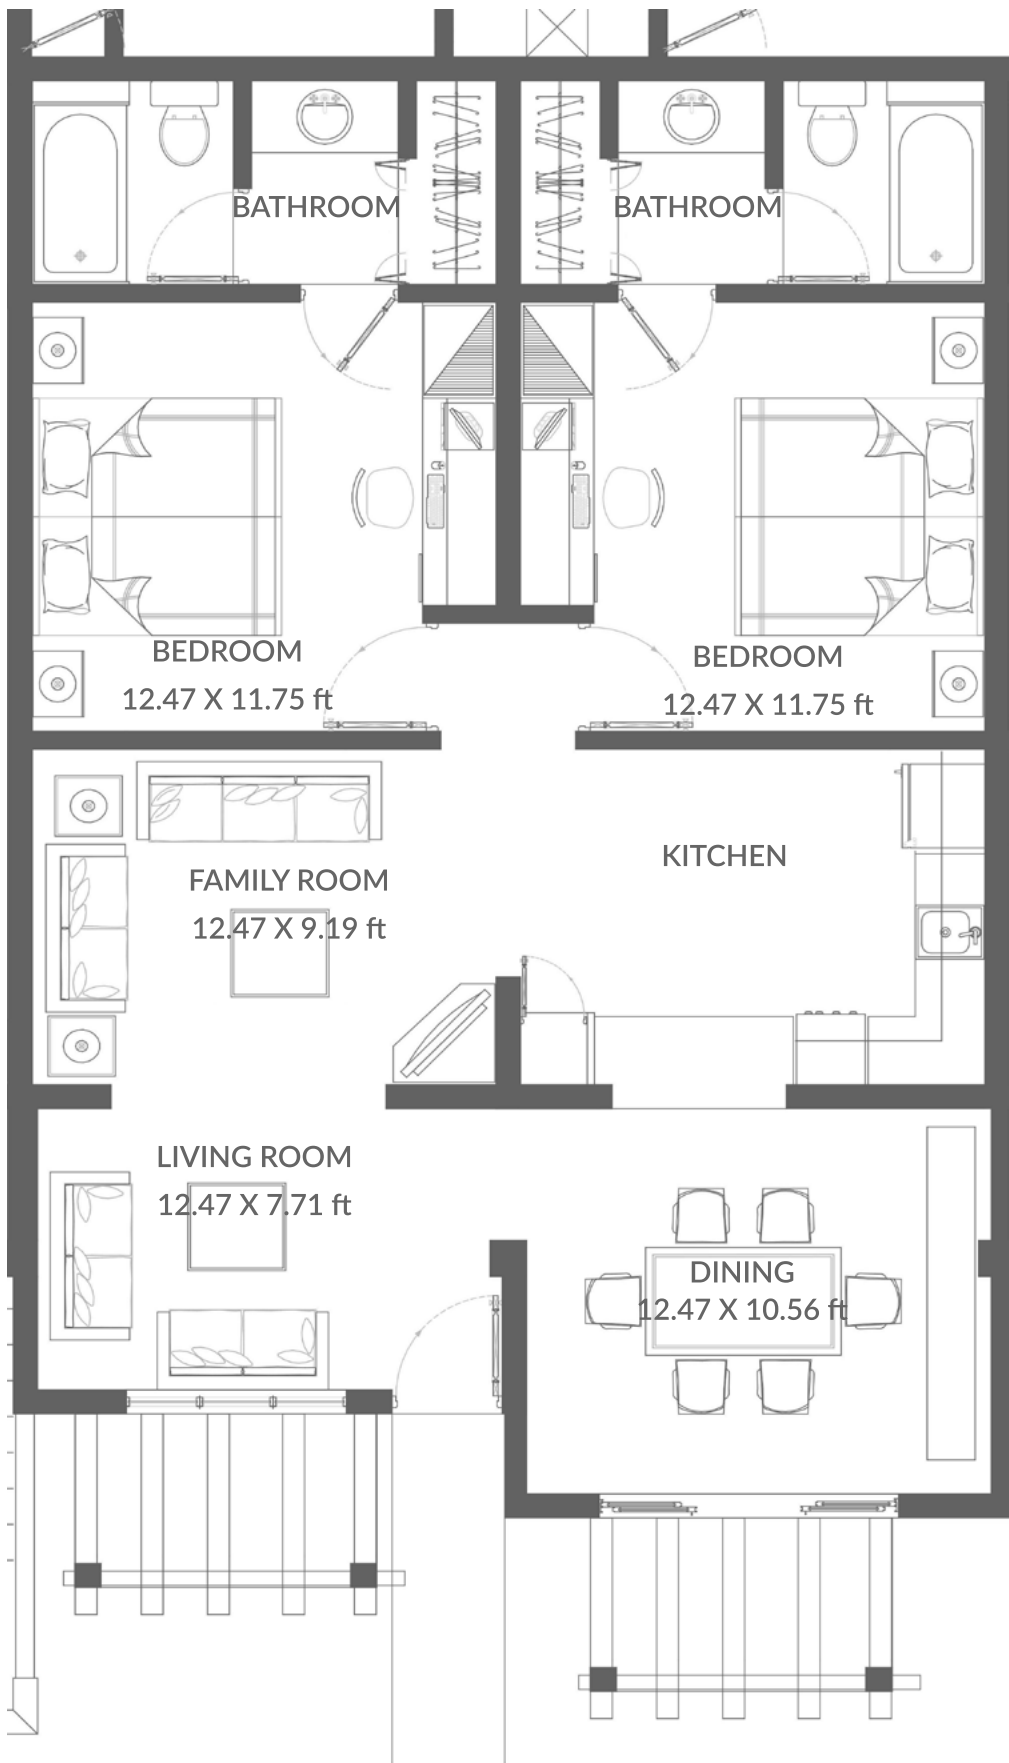 BATHROOM
BATHROOM
BEDROOM
12.47 X 11.75 ft
BEDROOM
12.47 X 11.75 ft
FAMILY ROOM
12.47 X 9.19 ft
KITCHEN
LIVING ROOM
12.47 X 7.71 ft
DINING
12.47 X 10.56 ft